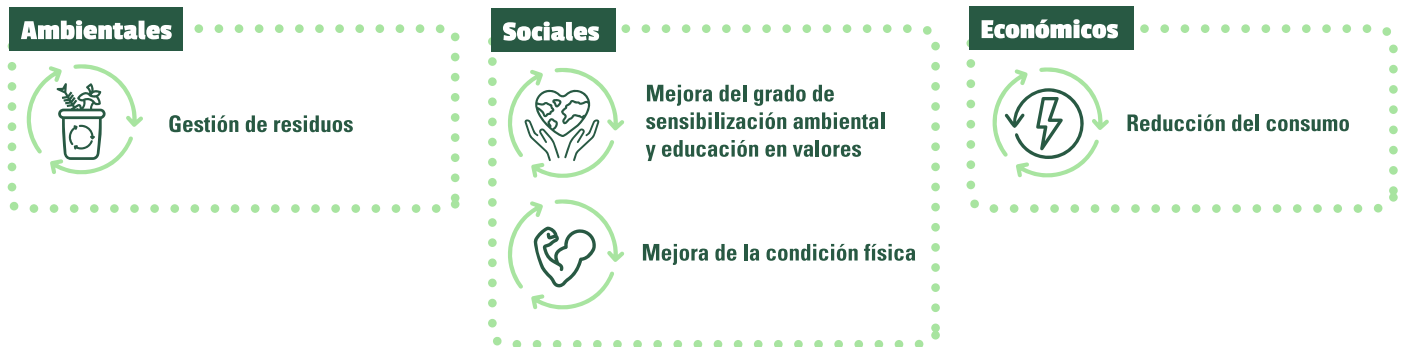 Ambientales
Gestión de residuos
Sociales
Mejora del grado de
sensibilización ambiental
y educación en valores
Mejora de la condición física
Económicos
Reducción del consumo